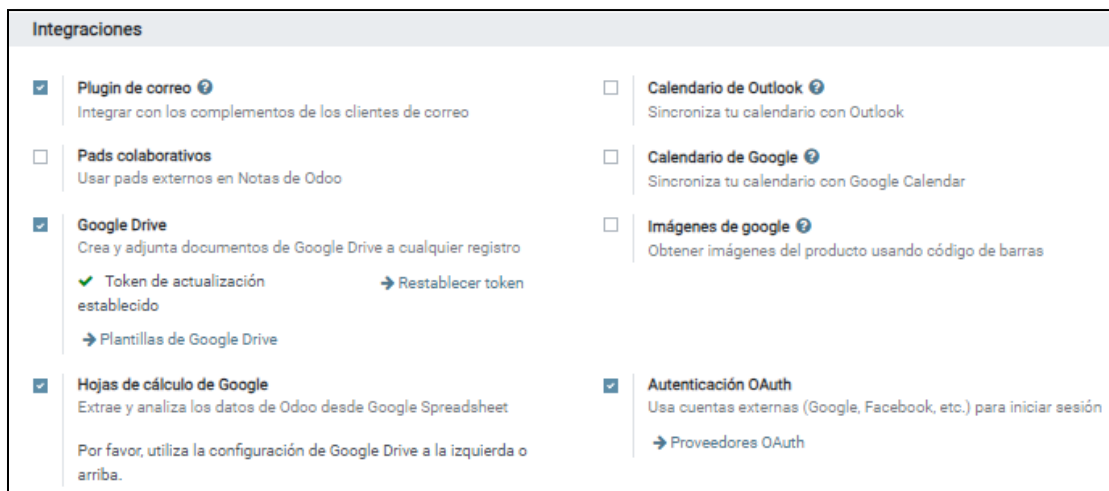 Integraciones
Plugin de correo
Integrar con los complementos de los clientes de correo
Calendario de Outlook
Sincroniza tu calendario con Outlook
Pads colaborativos
Usar pads externos en Notas de Odoo
Calendario de Google
Sincroniza tu calendario con Google Calendar
Google Drive
Crea y adjunta documentos de Google Drive a cualquier registro
Token de actualización
establecido
Restablecer token
Plantillas de Google Drive
Imágenes de google
Obtener imágenes del producto usando código de barras
Hojas de cálculo de Google
Extrae y analiza los datos de Odoo desde Google Spreadsheet
Por favor, utiliza la configuración de Google Drive a la izquierda o
arriba.
Autenticación OAuth
Usa cuentas externas (Google, Facebook, etc.) para iniciar sesión
Proveedores OAuth